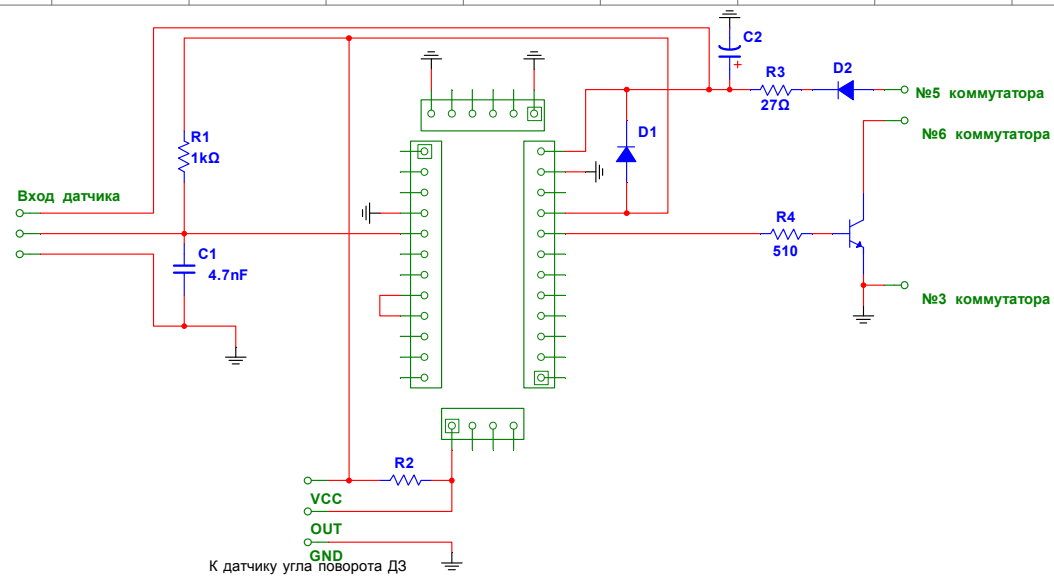 C2
R3
D2
27Ω
№5 коммутатора
№6 коммутатора
D1
R1
1kΩ
Вход датчика
R4
510
C1
4.7nF
№3 коммутатора
R2
VCC
OUT
GND
К датчику угла поворота ДЗ